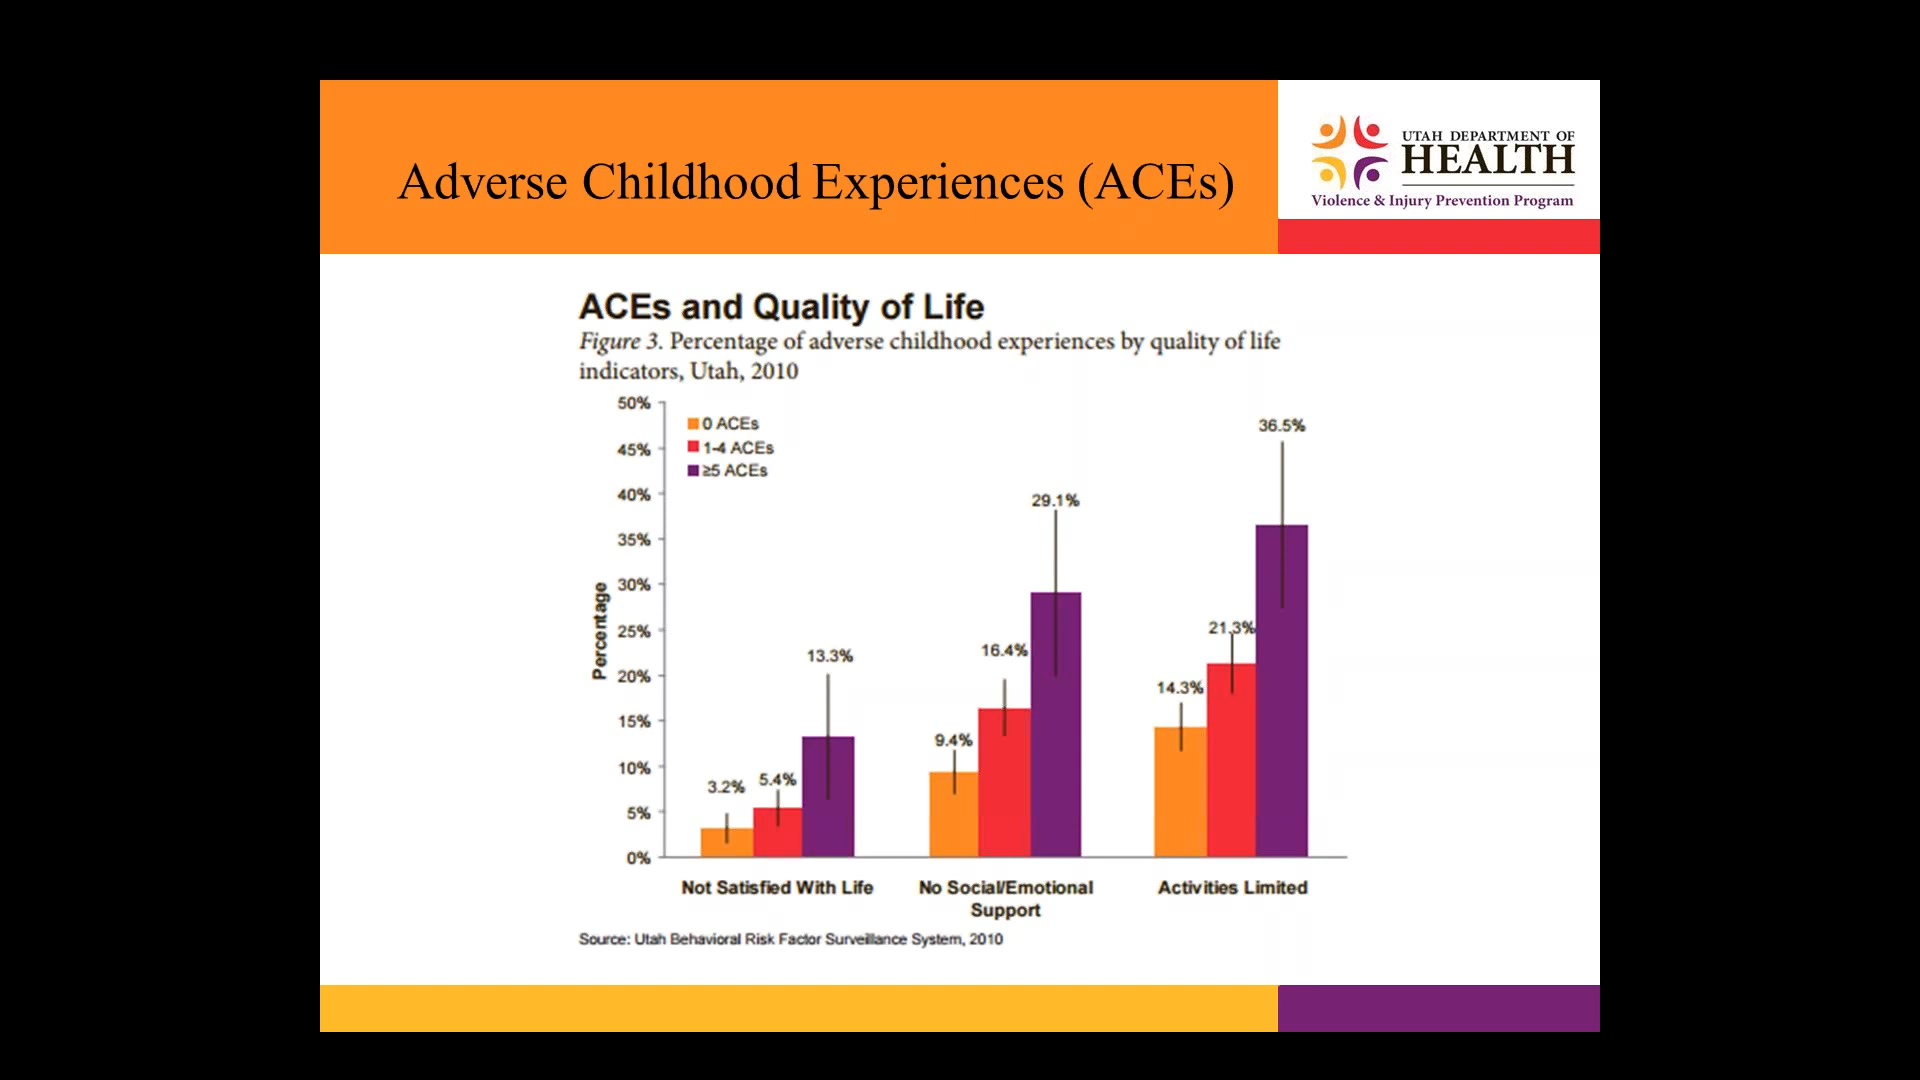 Adverse Childhood Experiences (ACEs)
UTAH DEPARTMENT OF
HEALTH
Violence & Injury Prevention Program
ACEs and Quality of Life
Figure 3. Percentage of adverse childhood experiences by quality of life
indicators, Utah, 2010
50%
45%
40%
35%
30%
25%
20%
15%
10%
5%
0%
Percentage
0 ACEs
1-4 ACEs
≥5 ACEs
3.2%
5.4%
13.3%
9.4%
16.4%
29.1%
14.3%
21.3%
36.5%
Not Satisfied With Life
No Social/Emotional
Support
Activities Limited
Source: Utah Behavioral Risk Factor Surveillance System, 2010